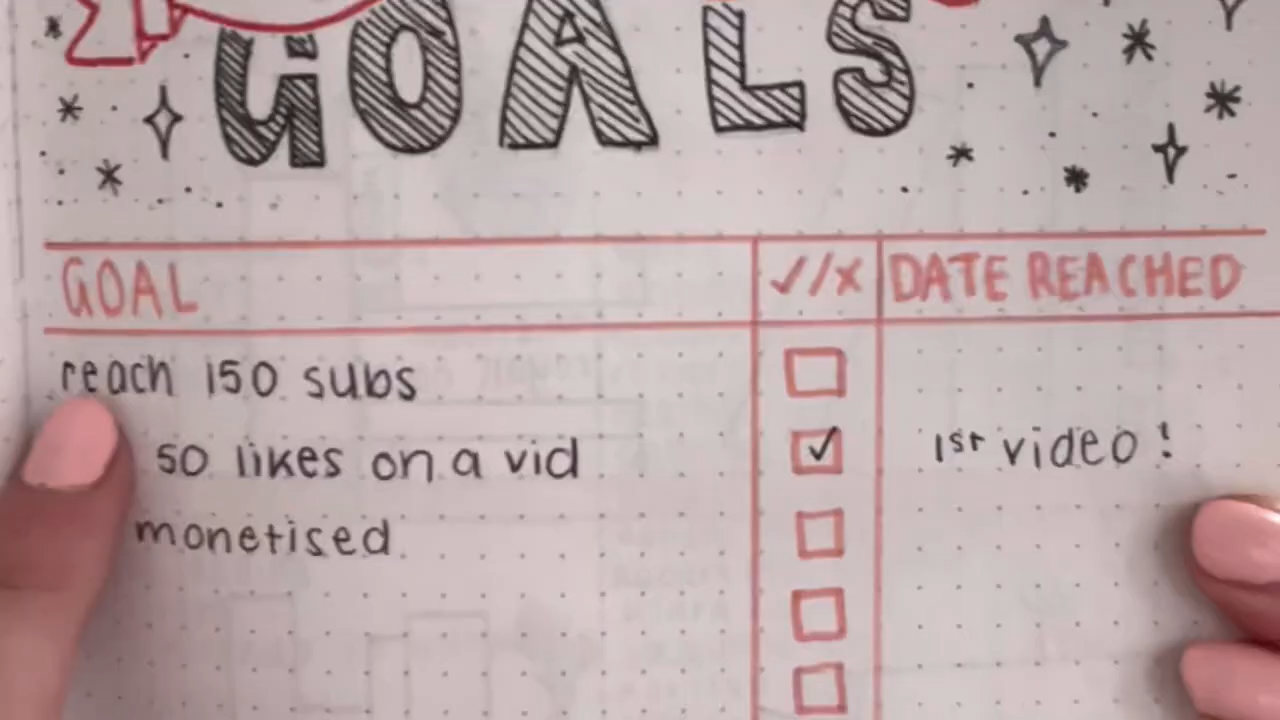 GOALS
GOAL ✓//x DATE REACHED
reach 150 subs
50 likes on a vid ✓ 1st video!
monetised